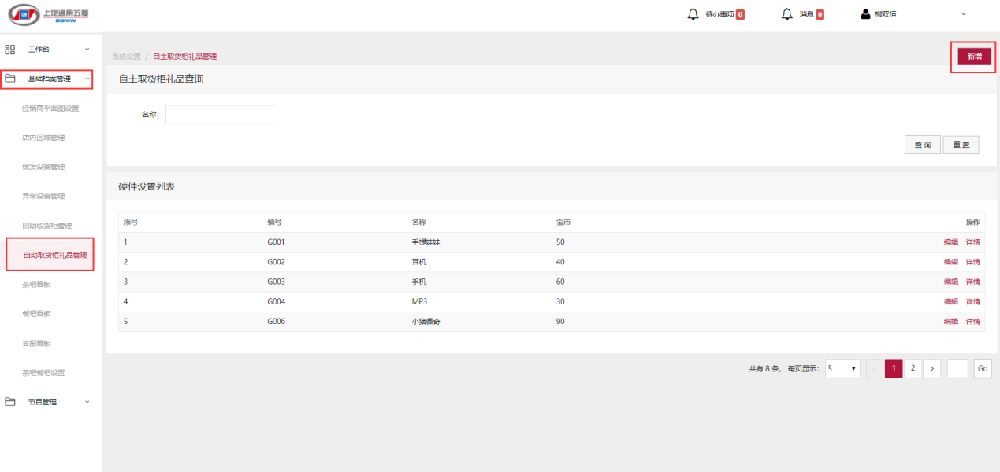 上汽通用五菱
SGMW
待办事项 0
消息 0
柳双恒
工作台
基础档案管理
经销商平面图设置
店内区域管理
信发设备管理
异常设备管理
自助取货柜管理
自助取货柜礼品管理
茶吧看板
餐吧看板
喜报看板
茶吧餐吧设置
节目管理
系统设置 / 自主取货柜礼品管理
新增
自主取货柜礼品查询
名称:
查 询 重 置
硬件设置列表
序号 编号 名称 宝币 操作
1 G001 手提娃娃 50 编辑 详情
2 G002 耳机 40 编辑 详情
3 G003 手机 60 编辑 详情
4 G004 MP3 30 编辑 详情
5 G006 小猪佩奇 90 编辑 详情
共有 8 条, 每页显示: 5 ‹ 1 2 › Go